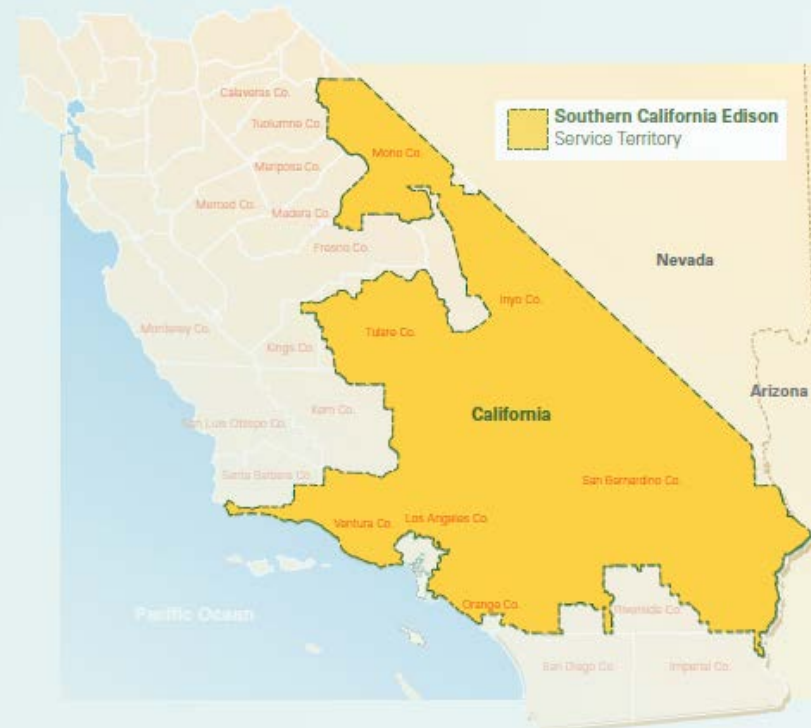 Calaveras Co.
Tuolumne Co.
Mono Co.
Mariposa Co.
Merced Co.
Madera Co.
Fresno Co.
Southern California Edison
Service Territory
Nevada
Inyo Co.
Monterey Co.
Tulare Co.
Kings Co.
Arizona
Kern Co.
California
San Luis Obispo Co.
Santa Barbara Co.
San Bernardino Co.
Ventura Co.
Los Angeles Co.
Orange Co.
Riverside Co.
Pacific Ocean
San Diego Co.
Imperial Co.